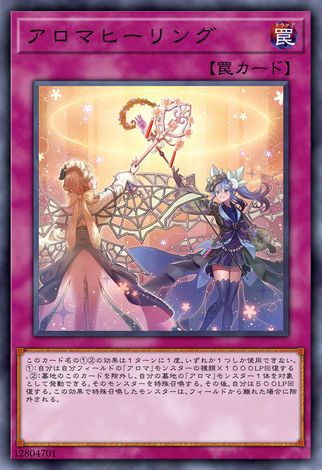 アロマヒーリング
トラップ
罠
【罠カード】
このカード名の①②の効果は1ターンに1度、いずれか1つしか使用できない。
①:自分は自分フィールドの「アロマ」モンスターの種類×1000LP回復する
。②:墓地のこのカードを除外し、自分の墓地の「アロマ」モンスター1体を対象
として発動できる。そのモンスターを特殊召喚する。その後、自分は500LP回
復する。この効果で特殊召喚したモンスターは、フィールドから離れた場合に除
外される。
12804701